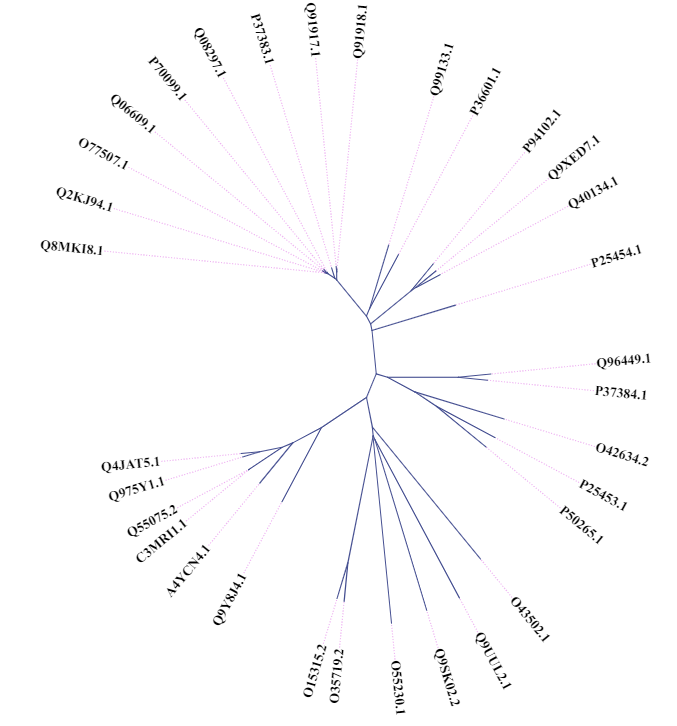 Q91917.1
Q91918.1
P37383.1
Q08297.1
P70099.1
Q06609.1
O77507.1
Q2KJ94.1
Q8MKI8.1
Q99133.1
P36601.1
P94102.1
Q9XED7.1
Q40134.1
P25454.1
Q96449.1
P37384.1
O42634.2
P25453.1
P50265.1
O43502.1
Q9UUL2.1
Q9SK02.2
O55230.1
O35719.2
O15315.2
Q9Y8J4.1
A4YCN4.1
C3MRI1.1
Q55075.2
Q975Y1.1
Q4JAT5.1